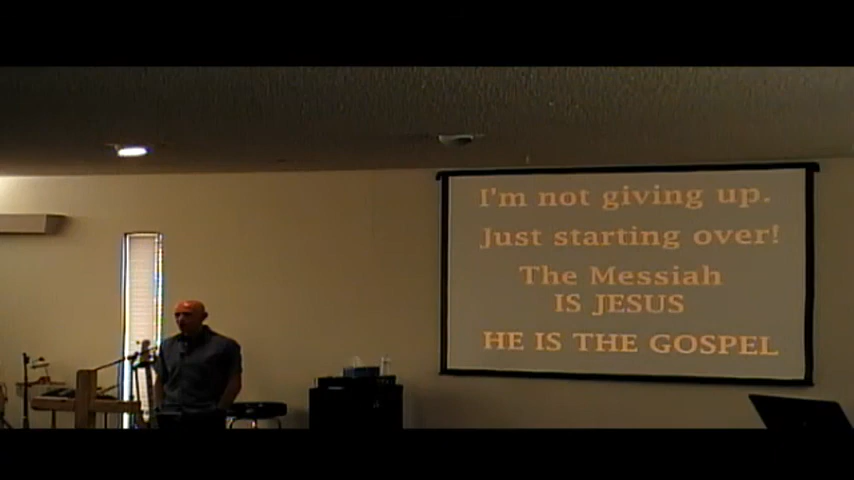 I'm not giving up.
Just starting over!
The Messiah
IS JESUS
HE IS THE GOSPEL